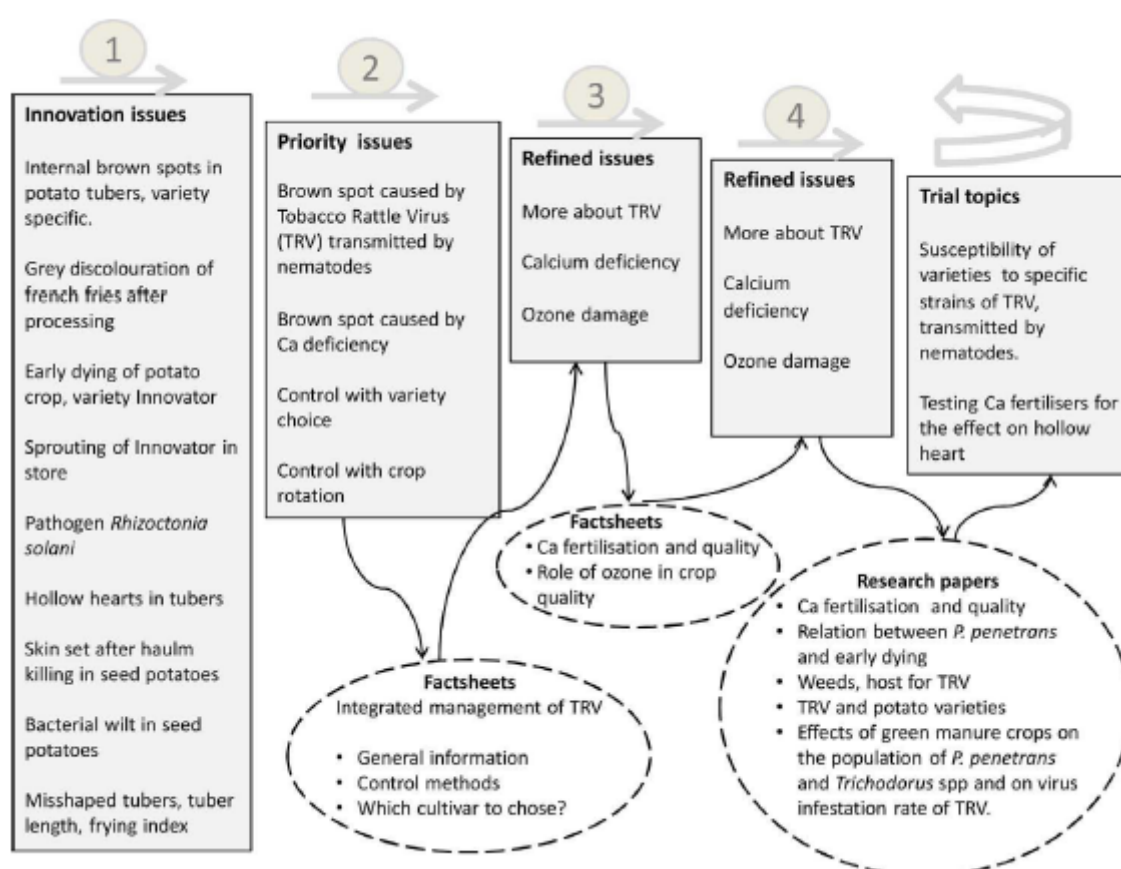 1
Innovation issues
Internal brown spots in
potato tubers, variety
specific.
Grey discolouration of
french fries after
processing
Early dying of potato
crop, variety Innovator
Sprouting of Innovator in
store
Pathogen Rhizoctonia
solani
Hollow hearts in tubers
Skin set after haulm
killing in seed potatoes
Bacterial wilt in seed
potatoes
Misshaped tubers, tuber
length, frying index
2
Priority issues
Brown spot caused by
Tobacco Rattle Virus
(TRV) transmitted by
nematodes
Brown spot caused by
Ca deficiency
Control with variety
choice
Control with crop
rotation
Factsheets
Integrated management of TRV
• General information
• Control methods
• Which cultivar to chose?
3
Refined issues
More about TRV
Calcium deficiency
Ozone damage
Factsheets
• Ca fertilisation and quality
• Role of ozone in crop
quality
4
Refined issues
More about TRV
Calcium
deficiency
Ozone damage
Research papers
• Ca fertilisation and quality
• Relation between P. penetrans
and early dying
• Weeds, host for TRV
• TRV and potato varieties
• Effects of green manure crops on
the population of P. penetrans
and Trichodorus spp and on virus
infestation rate of TRV.
Trial topics
Susceptibility of
varieties to specific
strains of TRV,
transmitted by
nematodes.
Testing Ca fertilisers for
the effect on hollow
heart